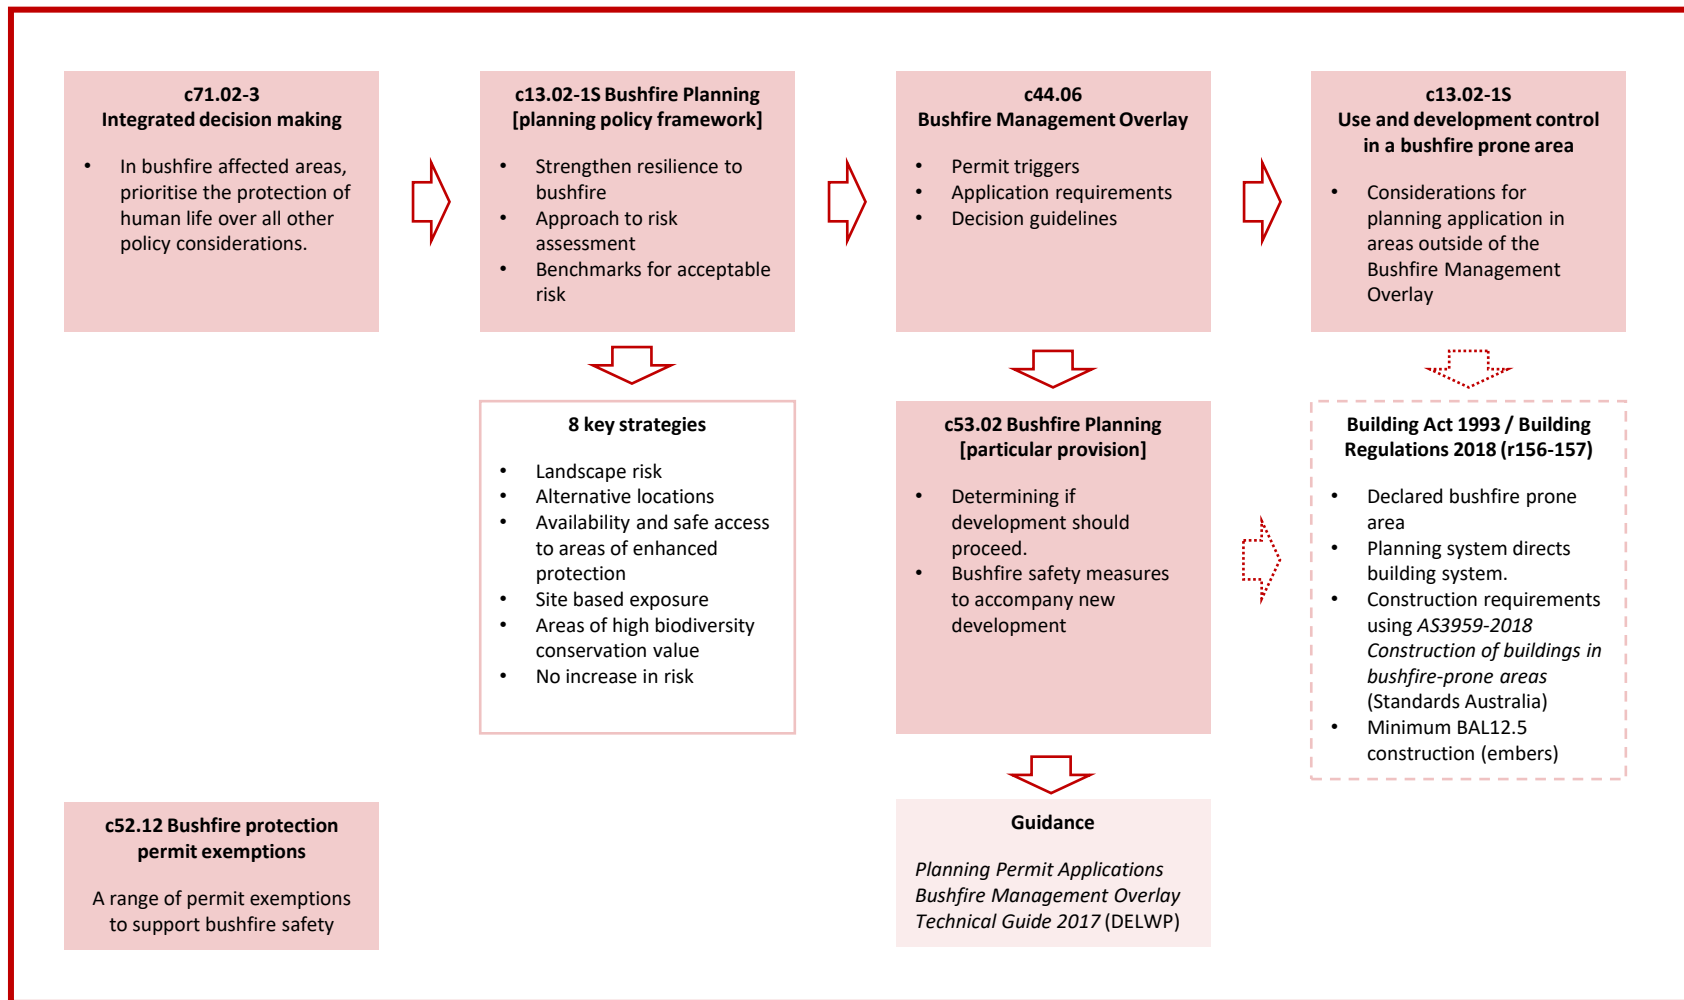 c71.02-3
Integrated decision making
• In bushfire affected areas,
prioritise the protection of
human life over all other
policy considerations.
c13.02-1S Bushfire Planning
[planning policy framework]
• Strengthen resilience to
bushfire
• Approach to risk
assessment
• Benchmarks for acceptable
risk
c44.06
Bushfire Management Overlay
• Permit triggers
• Application requirements
• Decision guidelines
c13.02-1S
Use and development control
in a bushfire prone area
• Considerations for
planning application in
areas outside of the
Bushfire Management
Overlay
8 key strategies
• Landscape risk
• Alternative locations
• Availability and safe access
to areas of enhanced
protection
• Site based exposure
• Areas of high biodiversity
conservation value
• No increase in risk
c53.02 Bushfire Planning
[particular provision]
• Determining if
development should
proceed.
• Bushfire safety measures
to accompany new
development
Building Act 1993 / Building
Regulations 2018 (r156-157)
• Declared bushfire prone
area
• Planning system directs
building system.
• Construction requirements
using AS3959-2018
Construction of buildings in
bushfire-prone areas
(Standards Australia)
• Minimum BAL12.5
construction (embers)
c52.12 Bushfire protection
permit exemptions
A range of permit exemptions
to support bushfire safety
Guidance
Planning Permit Applications
Bushfire Management Overlay
Technical Guide 2017 (DELWP)